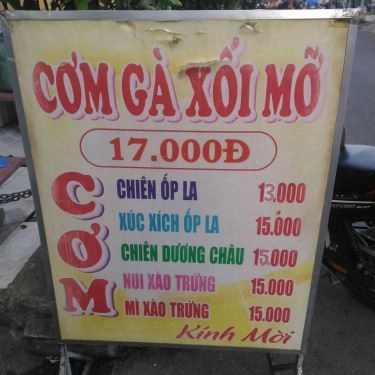 CƠM GÀ XỐI MỠ
17.000Đ
CƠM
CHIÊN ỐP LA 13.000
XÚC XÍCH ỐP LA 15.000
CHIÊN DƯƠNG CHÂU 15.000
NUI XÀO TRỨNG 15.000
MÌ XÀO TRỨNG 15.000
Kính Mời